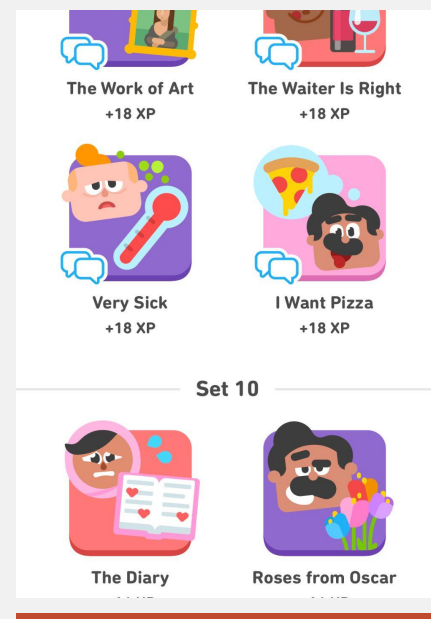 The Work of Art
The Waiter Is Right
+18 XP
+18 XP
Very Sick
I Want Pizza
+18 XP
+18 XP
Set 10
The Diary
Roses from Oscar